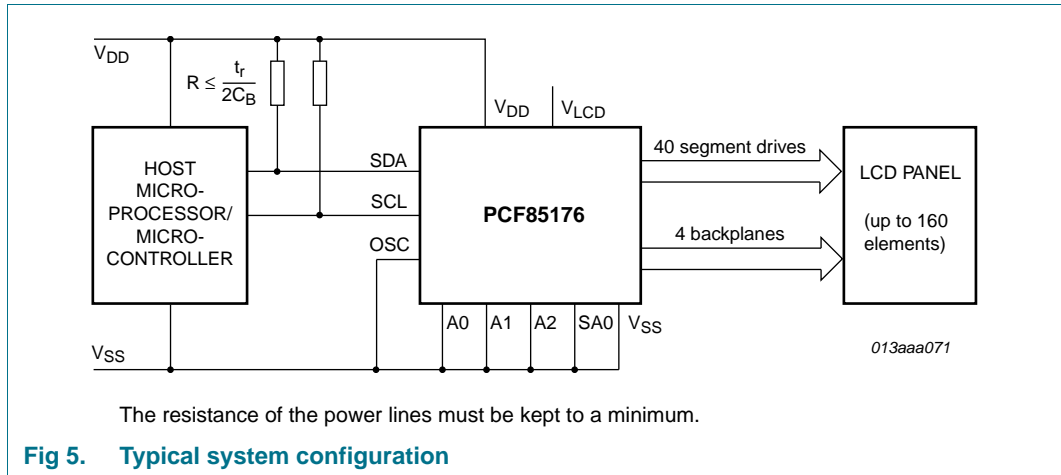 VDD
R ≤ tr
2CB
VDD
VLCD
HOST
MICRO-
PROCESSOR/
MICRO-
CONTROLLER
SDA
SCL
OSC
PCF85176
40 segment drives
4 backplanes
LCD PANEL
(up to 160
elements)
A0 A1 A2 SA0 VSS
VSS
013aaa071
The resistance of the power lines must be kept to a minimum.
Fig 5. Typical system configuration